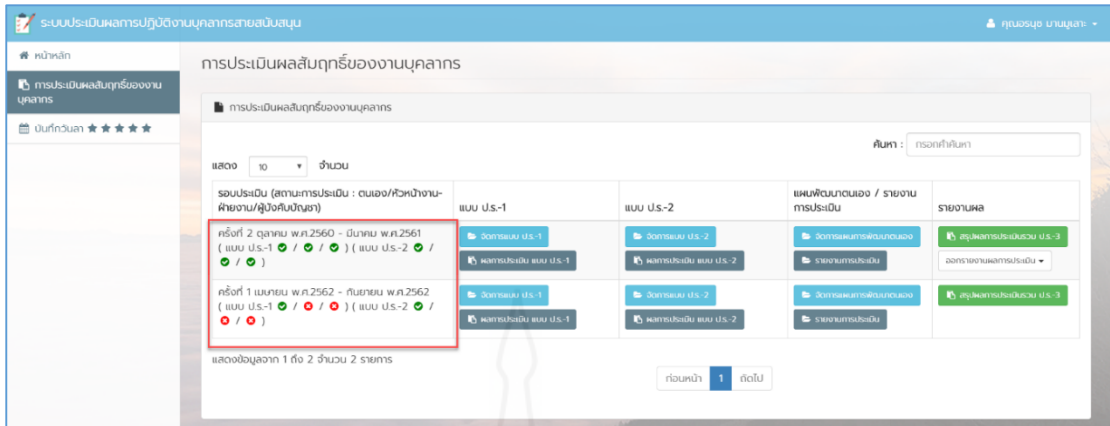 ระบบประเมินผลการปฏิบัติงานบุคลากรสายสนับสนุน
คุณอรนุช มานมูเลาะ
หน้าหลัก
การประเมินผลสัมฤทธิ์ของงาน
บุคลากร
บันทึกวันลา ★ ★ ★ ★ ★
การประเมินผลสัมฤทธิ์ของงานบุคลากร
การประเมินผลสัมฤทธิ์ของงานบุคลากร
ค้นหา : กรอกคำค้นหา
แสดง 10 จำนวน
รอบประเมิน (สถานะการประเมิน : ตนเอง/หัวหน้างาน-
ฝ่ายงาน/ผู้บังคับบัญชา)
แบบ ป.ร.-1
แบบ ป.ร.-2
แผนพัฒนาตนเอง / รายงาน
การประเมิน
รายงานผล
ครั้งที่ 2 ตุลาคม พ.ศ.2560 - มีนาคม พ.ศ.2561
( แบบ ป.ร.-1 / / ) ( แบบ ป.ร.-2 /
/ )
จัดการแบบ ป.ร.-1
ผลการประเมิน แบบ ป.ร.-1
จัดการแบบ ป.ร.-2
ผลการประเมิน แบบ ป.ร.-2
จัดการแผนการพัฒนาตนเอง
รายงานการประเมิน
สรุปผลการประเมินรวม ป.ร.-3
ออกรายงานผลการประเมิน
ครั้งที่ 1 เมษายน พ.ศ.2562 - กันยายน พ.ศ.2562
( แบบ ป.ร.-1 / / ) ( แบบ ป.ร.-2 /
/ )
จัดการแบบ ป.ร.-1
ผลการประเมิน แบบ ป.ร.-1
จัดการแบบ ป.ร.-2
ผลการประเมิน แบบ ป.ร.-2
จัดการแผนการพัฒนาตนเอง
รายงานการประเมิน
สรุปผลการประเมินรวม ป.ร.-3
แสดงข้อมูลจาก 1 ถึง 2 จำนวน 2 รายการ
ก่อนหน้า 1 ถัดไป